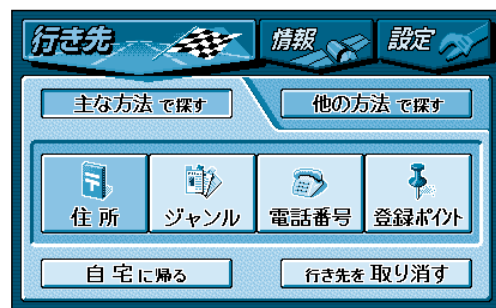 行き先 情報 設定
主な方法 で探す 他の方法 で探す
住所 ジャンル 電話番号 登録ポイント
自宅に帰る 行き先を取り消す